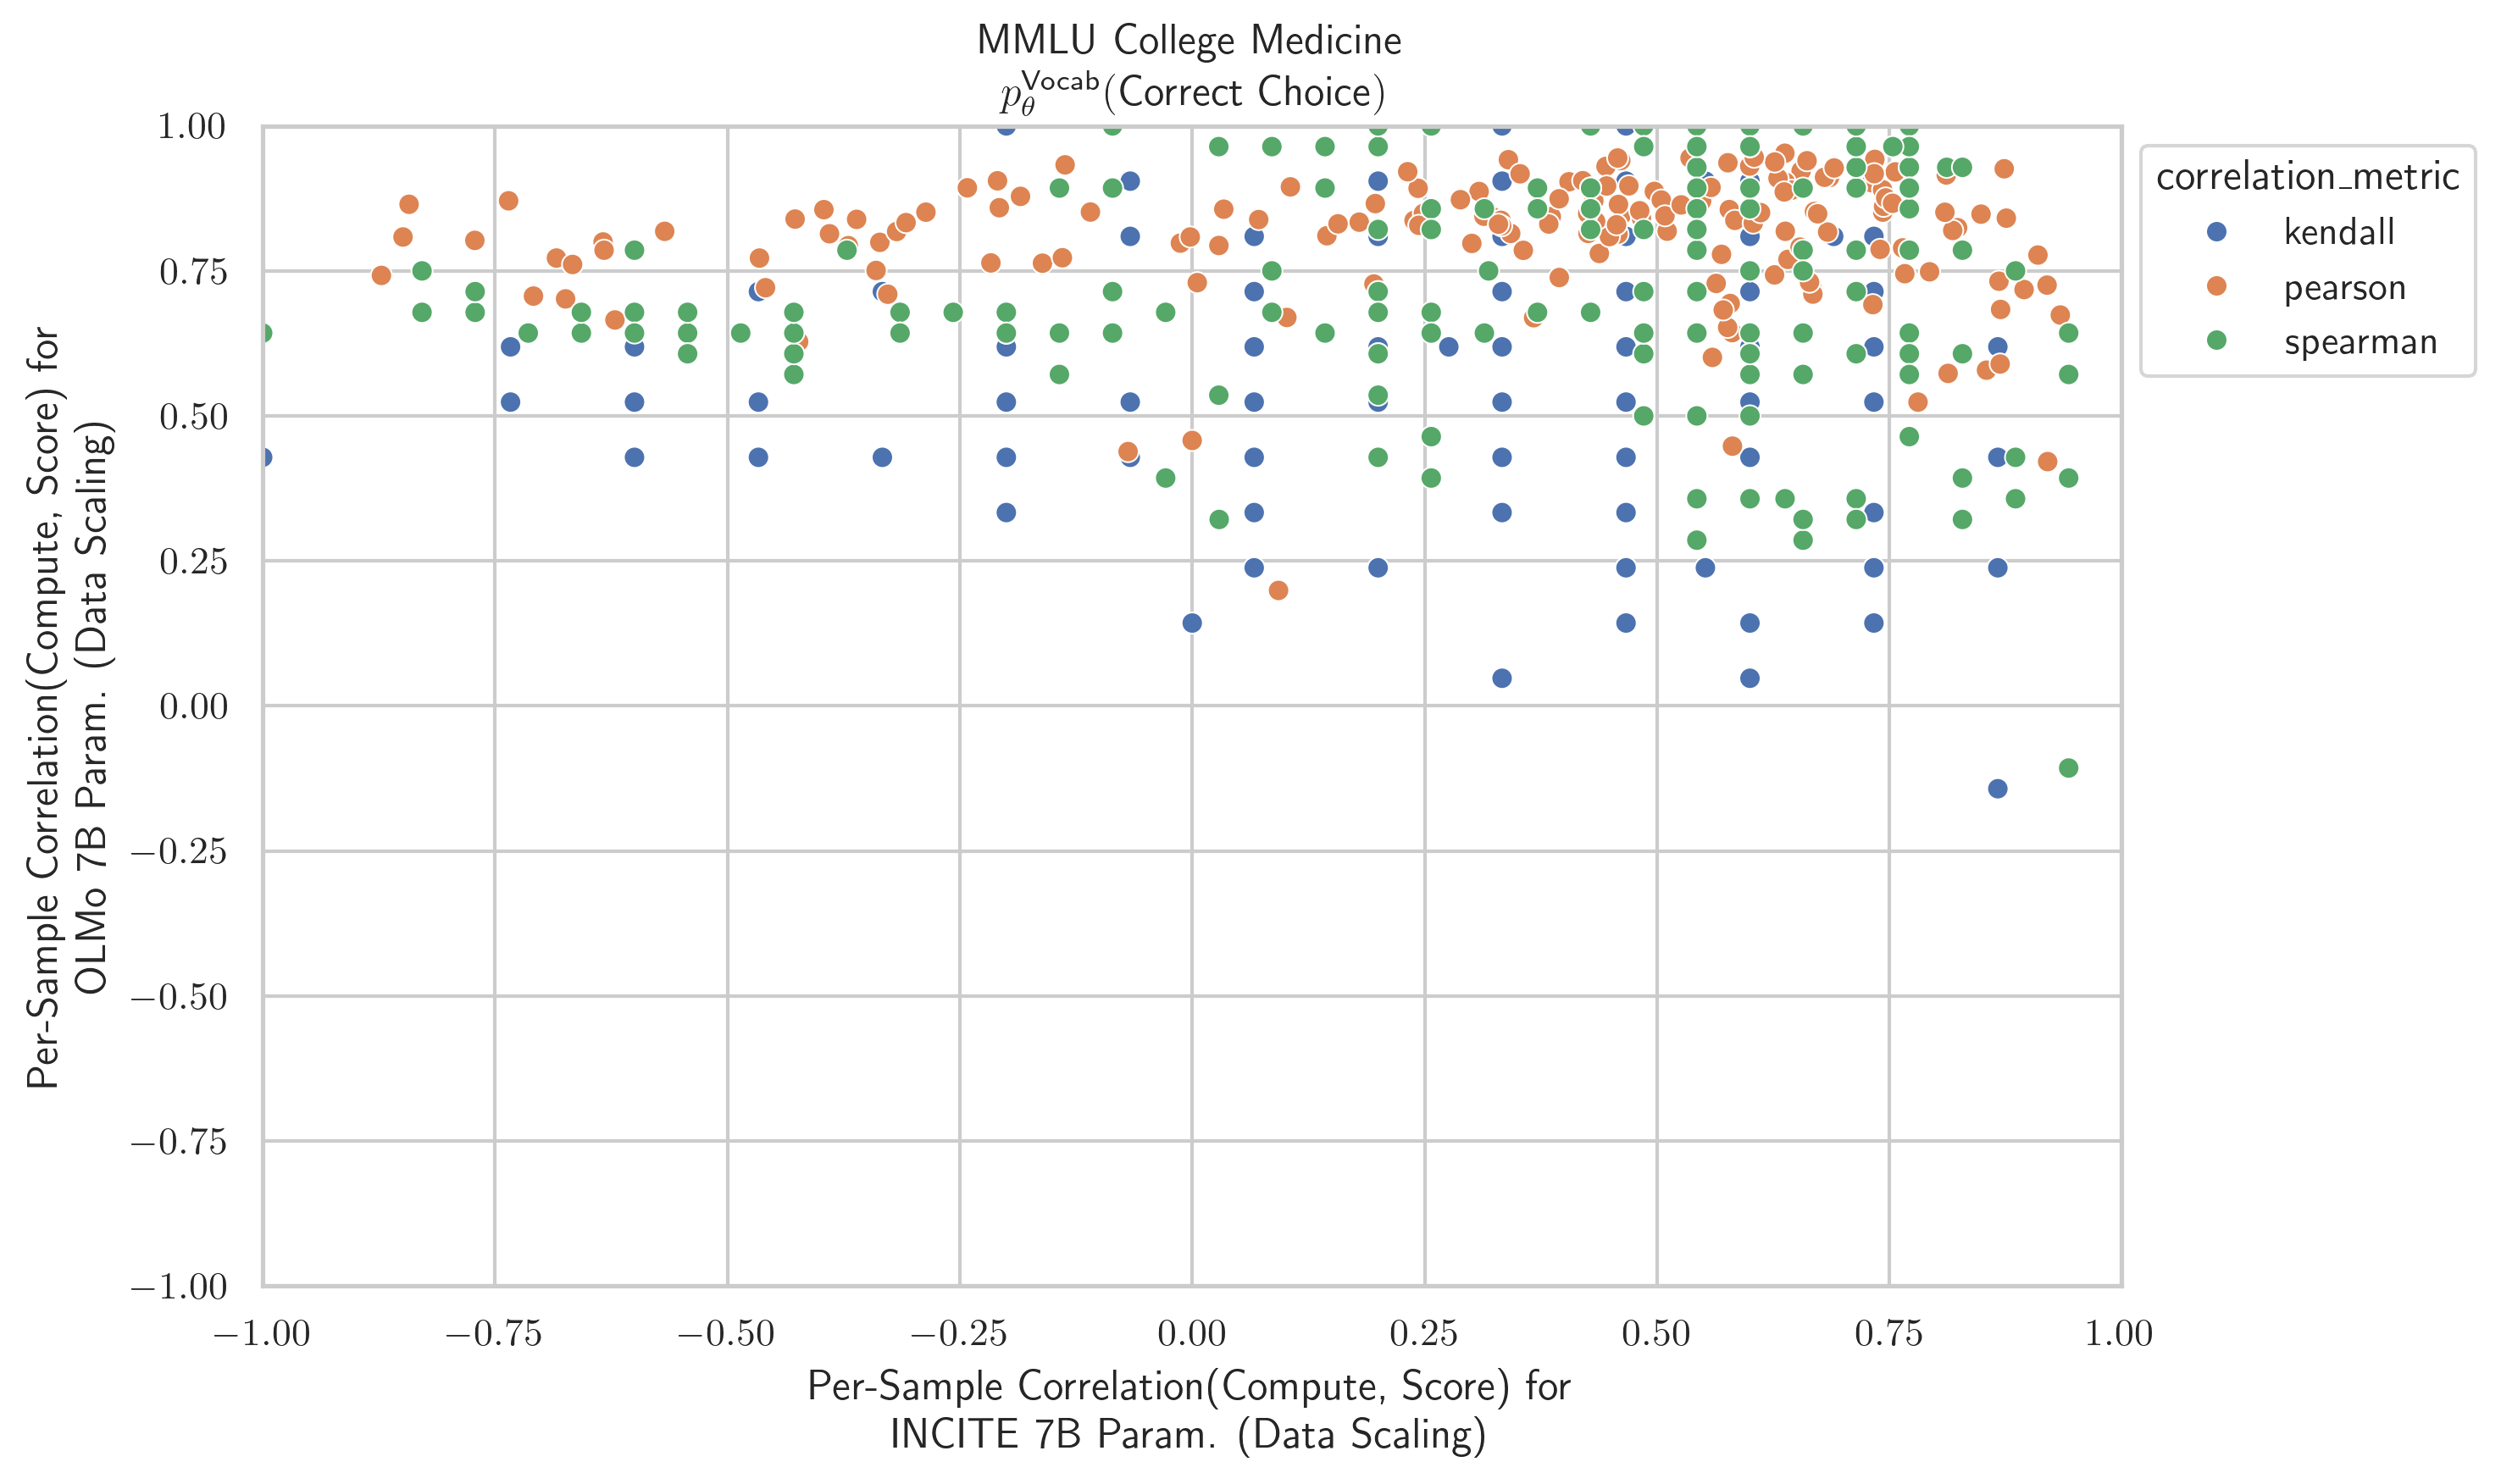 MMLU College Medicine
p_θ^Vocab(Correct Choice)
1.00
0.75
0.50
0.25
0.00
−0.25
−0.50
−0.75
−1.00
Per-Sample Correlation(Compute, Score) for
OLMo 7B Param. (Data Scaling)
correlation_metric
kendall
pearson
spearman
−1.00 −0.75 −0.50 −0.25 0.00 0.25 0.50 0.75 1.00
Per-Sample Correlation(Compute, Score) for
INCITE 7B Param. (Data Scaling)